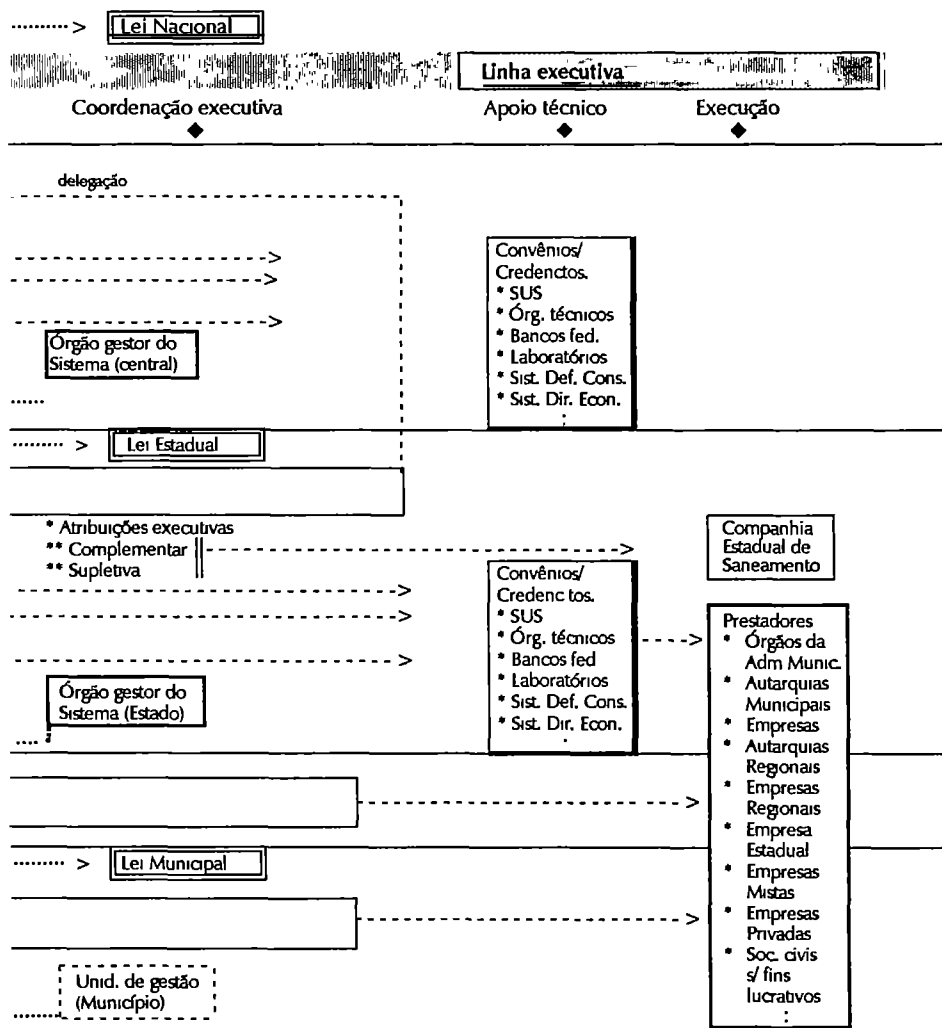 Lei Nacional
Linha executiva
Coordenação executiva
Apoio técnico
Execução
delegação
Convênios/
Credenctos.
* SUS
* Órg. técnicos
* Bancos fed.
* Laboratórios
* Sist. Def. Cons.
* Sist. Dir. Econ.
:
Órgão gestor do
Sistema (central)
Lei Estadual
* Atribuições executivas
** Complementar
** Supletiva
Companhia
Estadual de
Saneamento
Convênios/
Credenc tos.
* SUS
* Órg. técnicos
* Bancos fed
* Laboratórios
* Sist. Def. Cons.
* Sist. Dir. Econ.
:
Órgão gestor do
Sistema (Estado)
Prestadores
* Órgãos da
Adm Munic.
* Autarquias
Municipais
* Empresas
* Autarquias
Regionais
* Empresas
Regionais
* Empresa
Estadual
* Empresas
Mistas
* Empresas
Privadas
* Soc. civis
s/ fins
lucrativos
:
Lei Municipal
Unid. de gestão
(Município)